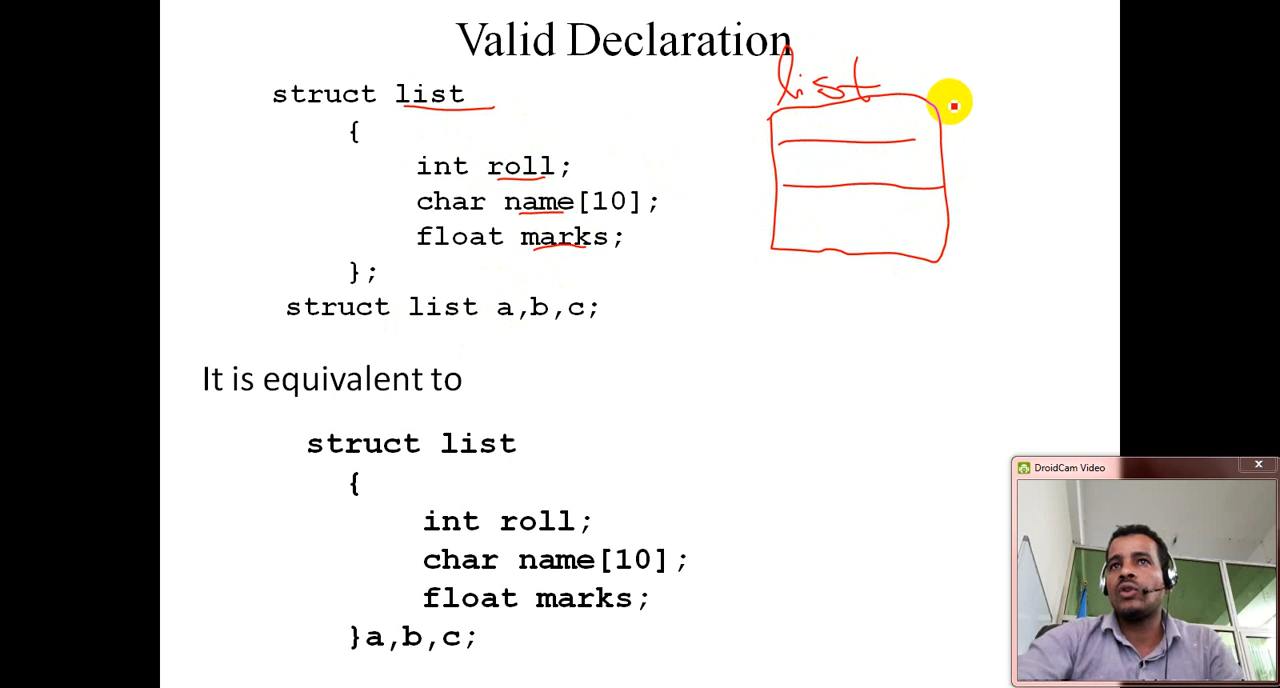 Valid Declaration
list
struct list
{
int roll;
char name[10];
float marks;
};
struct list a,b,c;
It is equivalent to
struct list
{
int roll;
char name[10];
float marks;
}a,b,c;
DroidCam Video
x